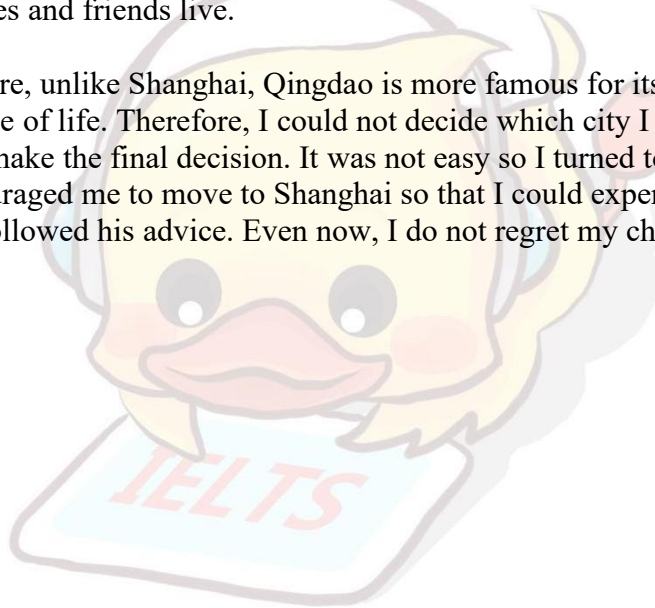 es and friends live.
re, unlike Shanghai, Qingdao is more famous for its
e of life. Therefore, I could not decide which city I
make the final decision. It was not easy so I turned to
uraged me to move to Shanghai so that I could exper
ollowed his advice. Even now, I do not regret my ch
IELTS